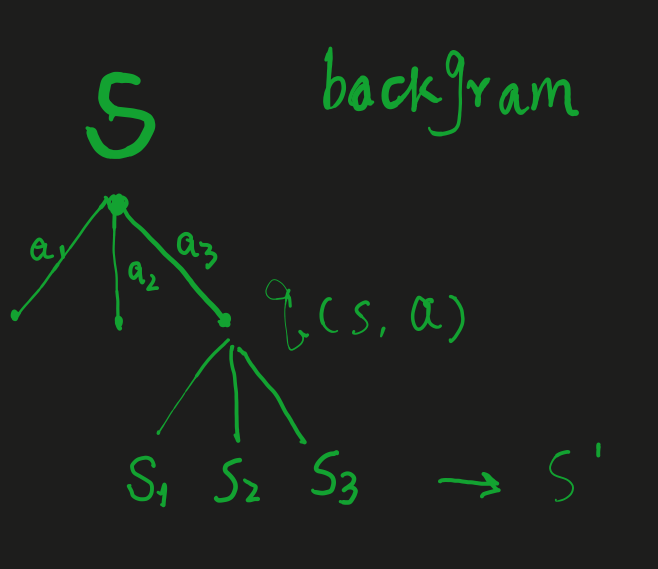 S
backgram
a1
a2
a3
q(s, a)
S1 S2 S3 → S'